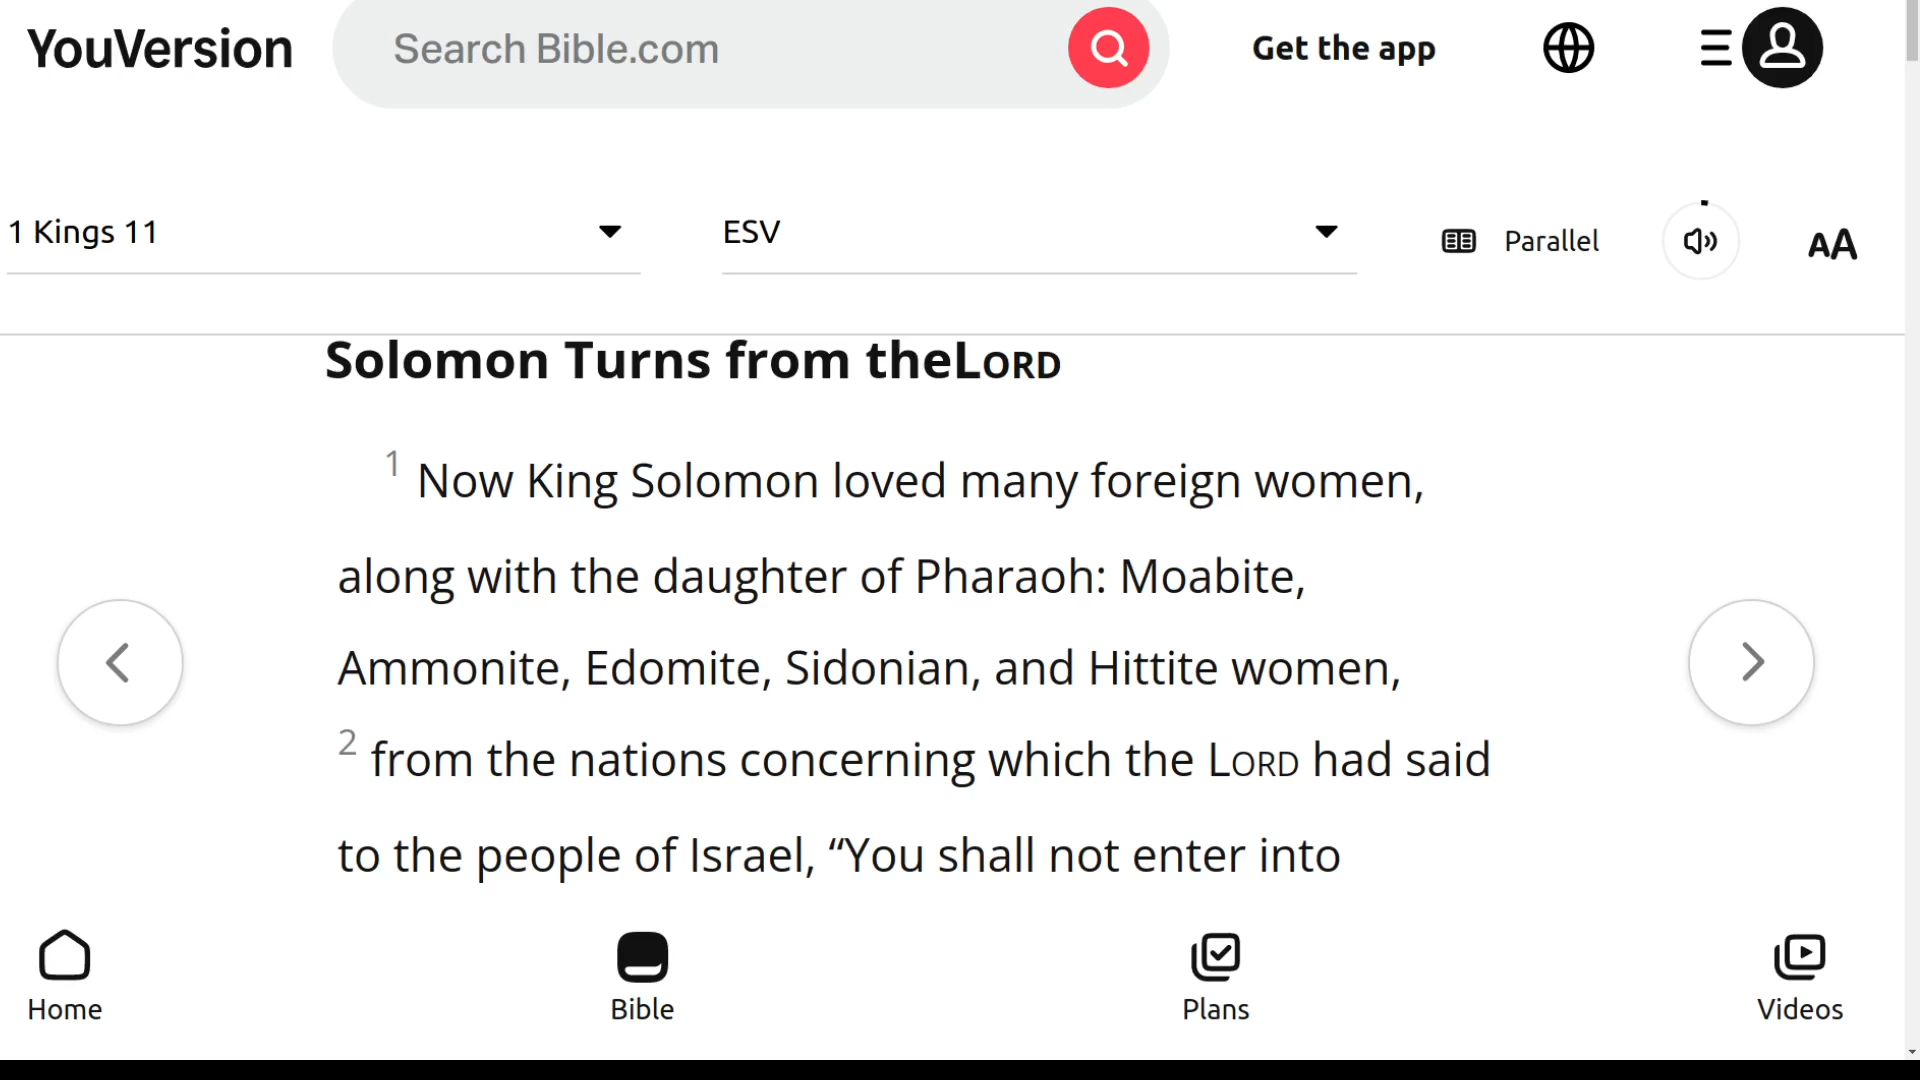 YouVersion
Search Bible.com
Get the app
1 Kings 11
ESV
Parallel
AA
Solomon Turns from theLORD
1 Now King Solomon loved many foreign women,
along with the daughter of Pharaoh: Moabite,
Ammonite, Edomite, Sidonian, and Hittite women,
2 from the nations concerning which the LORD had said
to the people of Israel, “You shall not enter into
Home
Bible
Plans
Videos